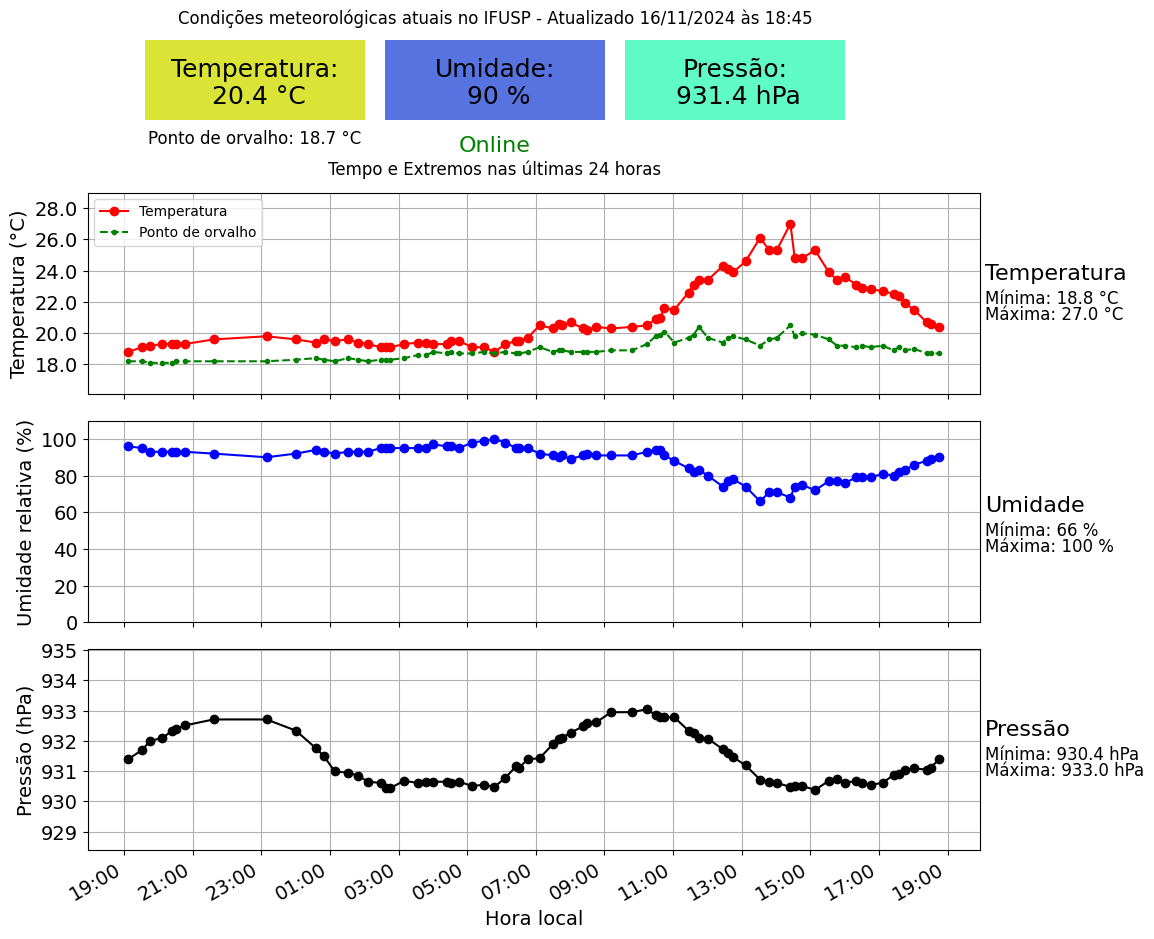 Condições meteorológicas atuais no IFUSP - Atualizado 16/11/2024 às 18:45
Temperatura:
20.4 °C
Umidade:
90 %
Pressão:
931.4 hPa
Ponto de orvalho: 18.7 °C
Online
Tempo e Extremos nas últimas 24 horas
Temperatura (°C)
28.0
26.0
24.0
22.0
20.0
18.0
Temperatura
Ponto de orvalho
Temperatura
Mínima: 18.8 °C
Máxima: 27.0 °C
Umidade relativa (%)
100
80
60
40
20
0
Umidade
Mínima: 66 %
Máxima: 100 %
Pressão (hPa)
935
934
933
932
931
930
929
Pressão
Mínima: 930.4 hPa
Máxima: 933.0 hPa
19:00 21:00 23:00 01:00 03:00 05:00 07:00 09:00 11:00 13:00 15:00 17:00 19:00
Hora local